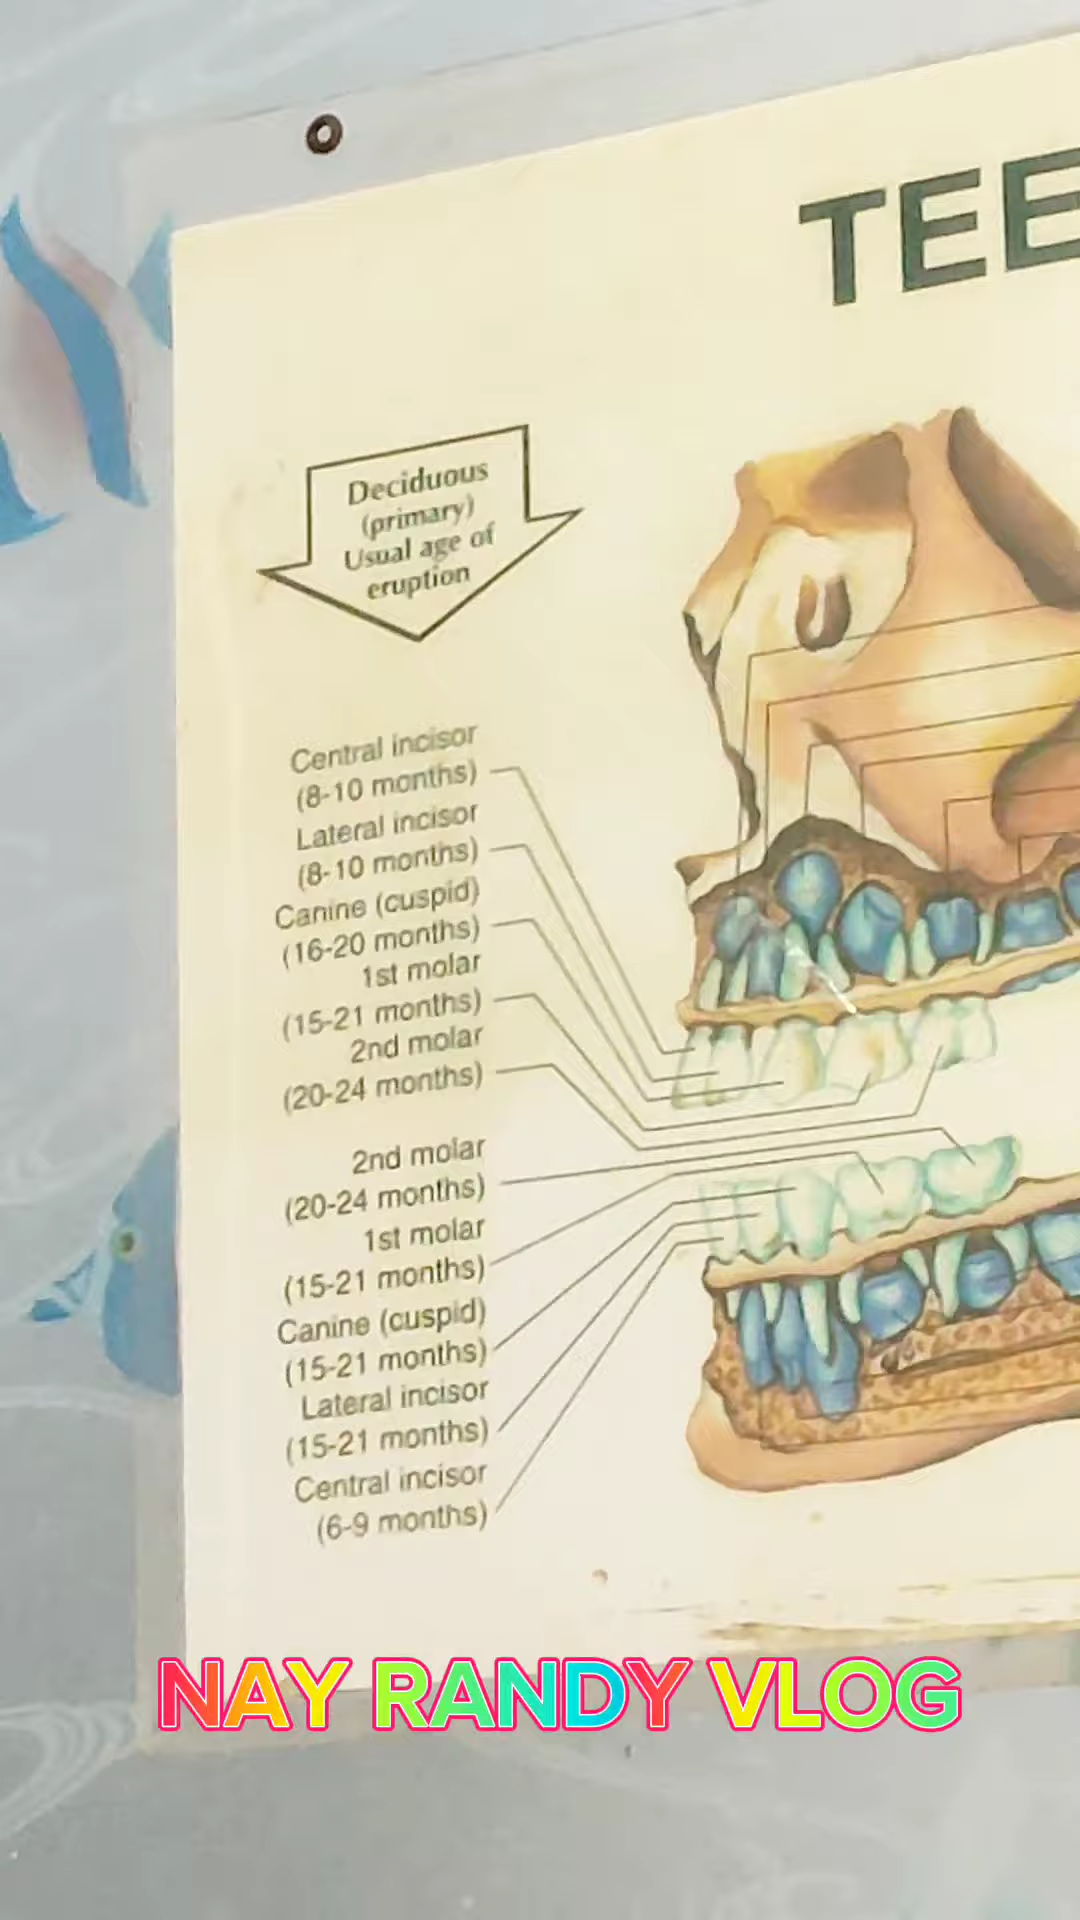 TEE
Deciduous
(primary)
Usual age of
eruption
Central incisor
(8-10 months)
Lateral incisor
(8-10 months)
Canine (cuspid)
(16-20 months)
1st molar
(15-21 months)
2nd molar
(20-24 months)
2nd molar
(20-24 months)
1st molar
(15-21 months)
Canine (cuspid)
(15-21 months)
Lateral incisor
(15-21 months)
Central incisor
(6-9 months)
NAY RANDY VLOG